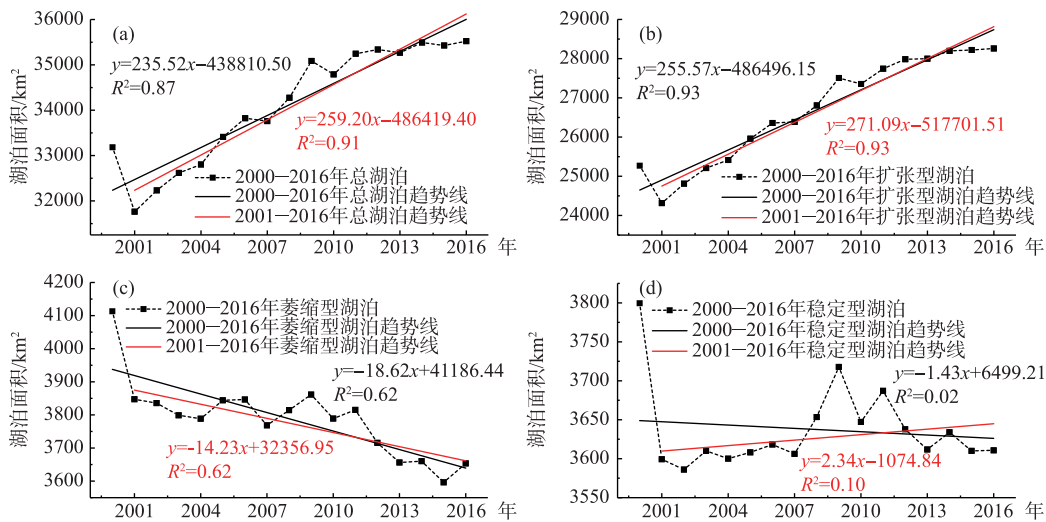 (a)
湖泊面积/km²
36000
35000
34000
33000
32000
y=235.52x−438810.50
R²=0.87
y=259.20x−486419.40
R²=0.91
2000—2016年总湖泊
2000—2016年总湖泊趋势线
2001—2016年总湖泊趋势线
2001 2004 2007 2010 2013 2016 年
(b)
湖泊面积/km²
29000
28000
27000
26000
25000
24000
y=255.57−486496.15
R²=0.93
y=271.09x−517701.51
R²=0.93
2000—2016年扩张型湖泊
2000—2016年扩张型湖泊趋势线
2001—2016年扩张型湖泊趋势线
2001 2004 2007 2010 2013 2016 年
(c)
湖泊面积/km²
4200
4100
4000
3900
3800
3700
3600
2000—2016年萎缩型湖泊
2000—2016年萎缩型湖泊趋势线
2001—2016年萎缩型湖泊趋势线
y=−18.62x+41186.44
R²=0.62
y=−14.23x+32356.95
R²=0.62
2001 2004 2007 2010 2013 2016 年
(d)
湖泊面积/km²
3800
3750
3700
3650
3600
3550
2000—2016年稳定型湖泊
2000—2016年稳定型湖泊趋势线
2001—2016年稳定型湖泊趋势线
y=−1.43x+6499.21
R²=0.02
y=2.34x−1074.84
R²=0.10
2001 2004 2007 2010 2013 2016 年